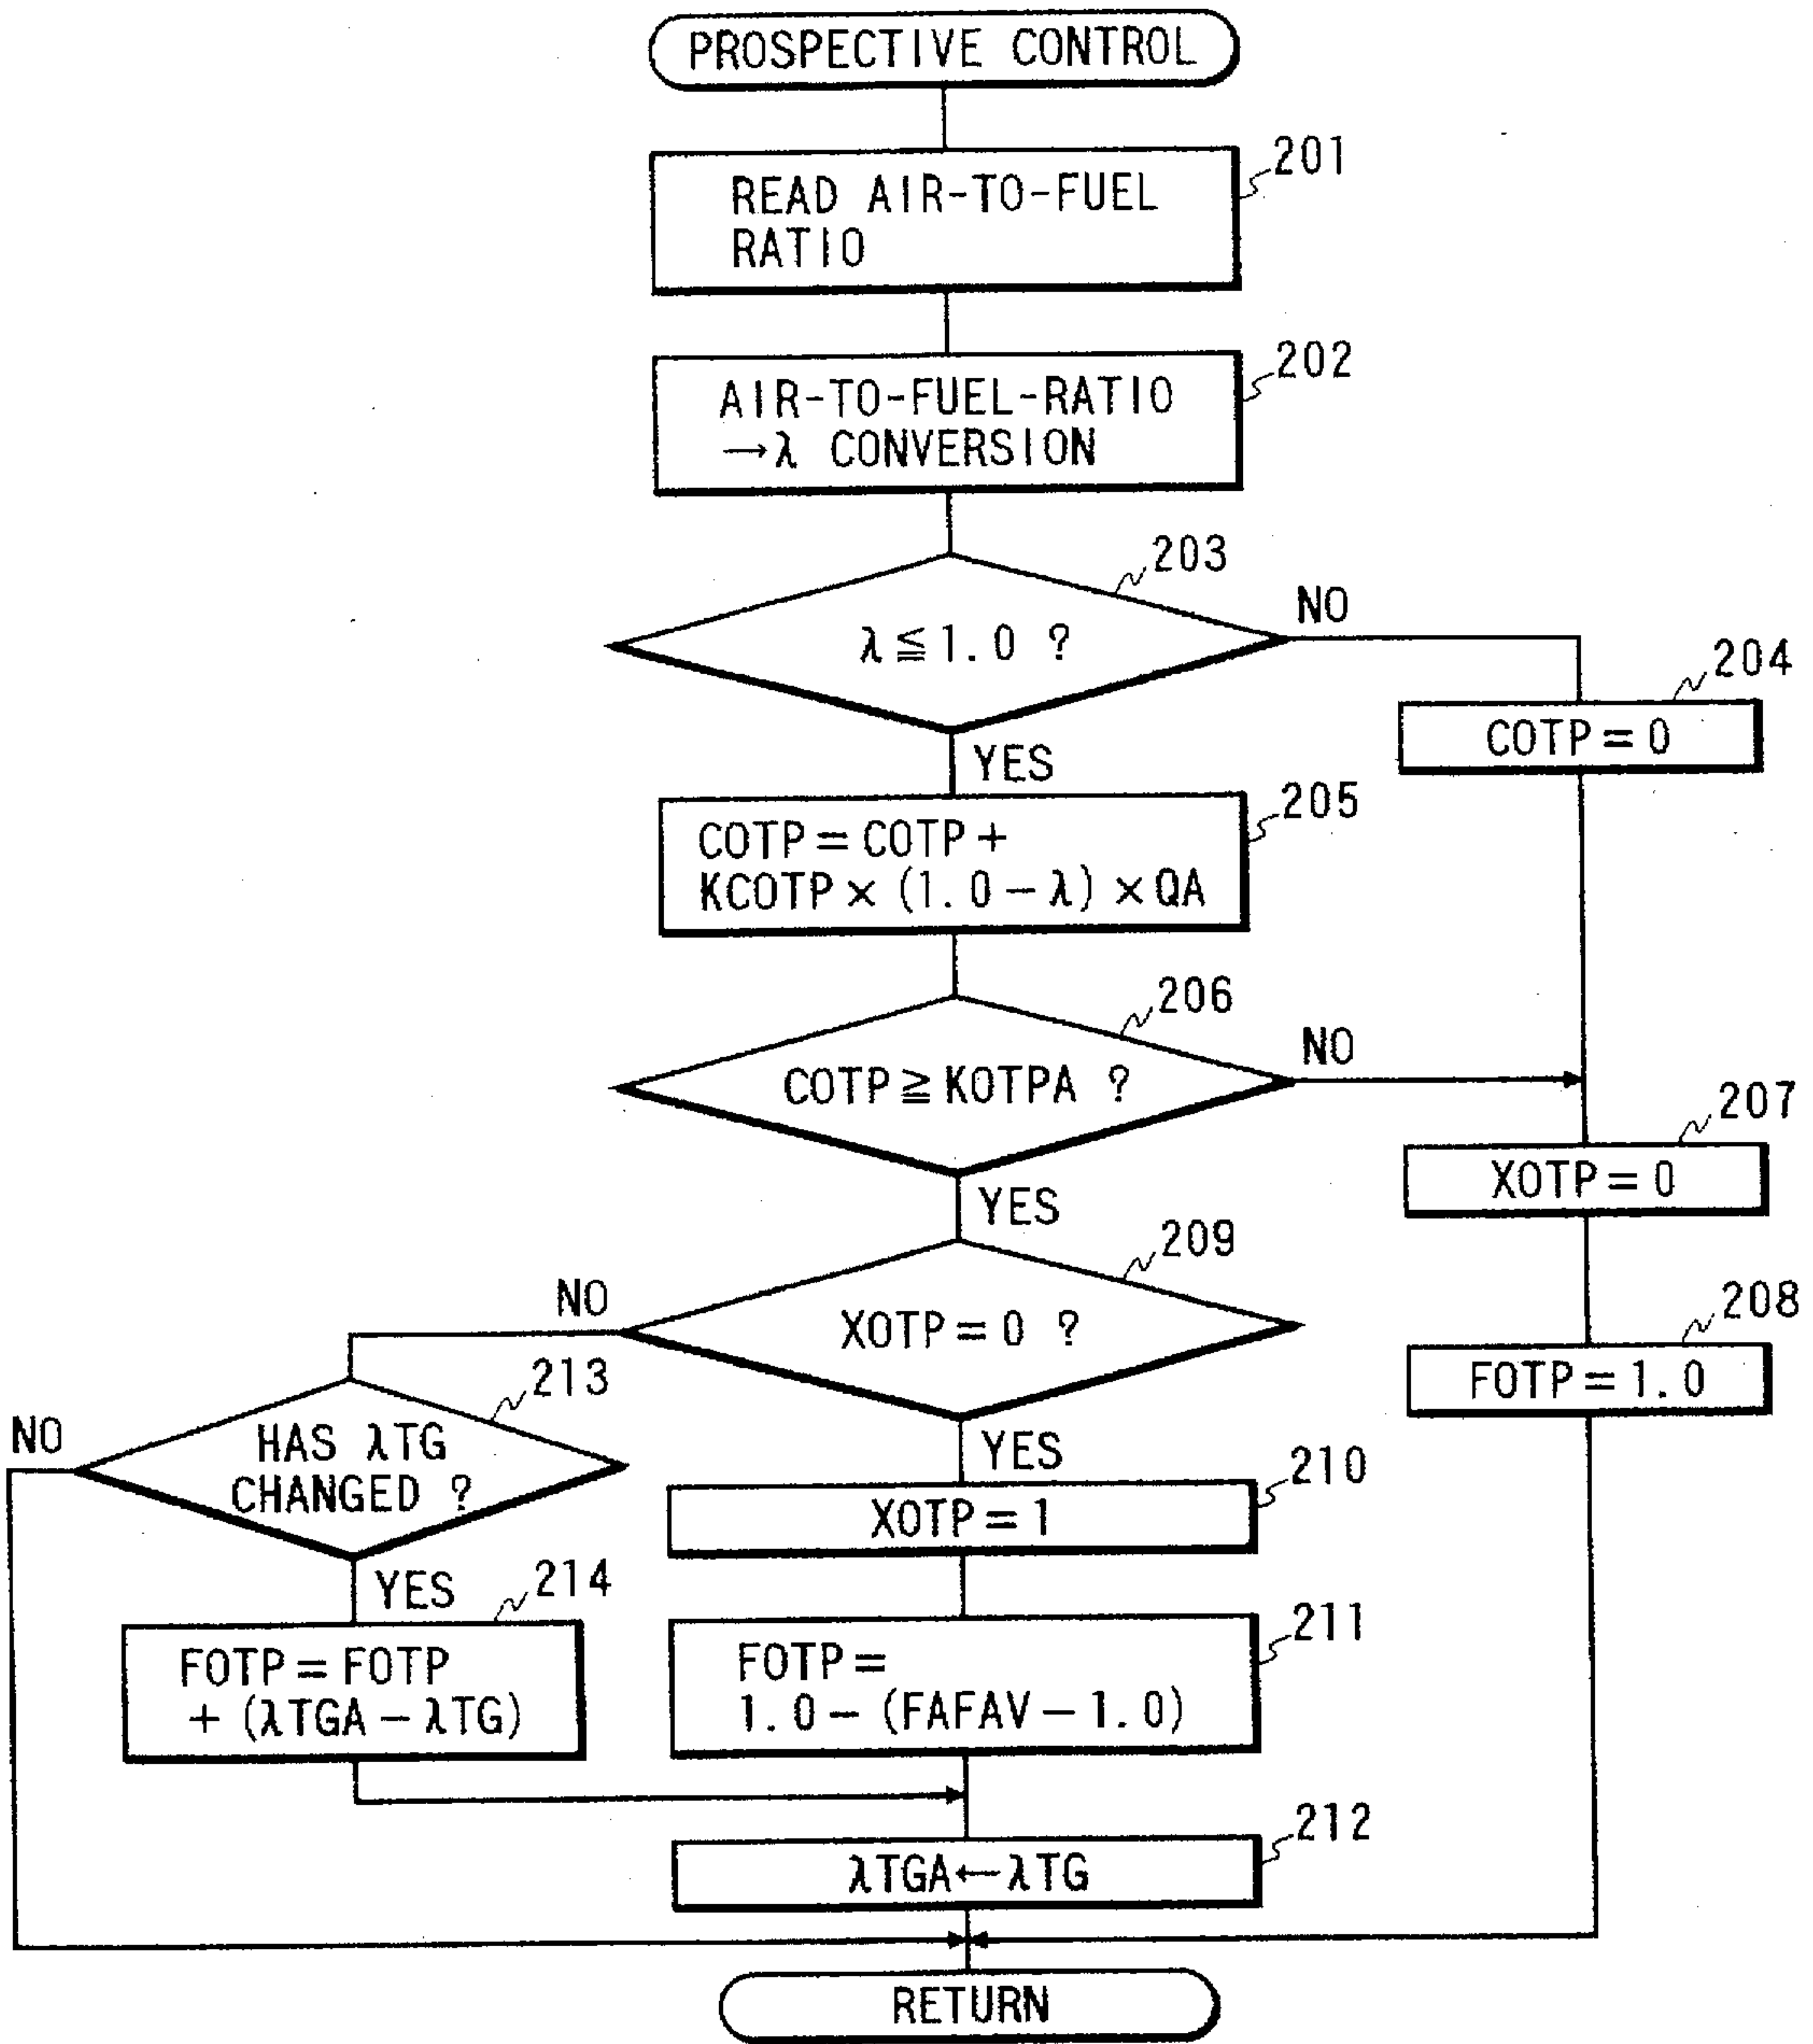 PROSPECTIVE CONTROL
201
READ AIR-TO-FUEL
RATIO
202
AIR-TO-FUEL-RATIO
→λ CONVERSION
203
λ≦1.0 ?
NO
204
COTP=0
YES
205
COTP=COTP+
KCOTP×(1.0-λ)×QA
206
COTP≧KOTPA ?
NO
207
XOTP=0
YES
209
XOTP=0 ?
NO
208
FOTP=1.0
213
HAS λTG
CHANGED ?
NO
YES
210
XOTP=1
YES
214
FOTP=FOTP
+(λTGA-λTG)
211
FOTP=
1.0-(FAFAV-1.0)
212
λTGA←λTG
RETURN